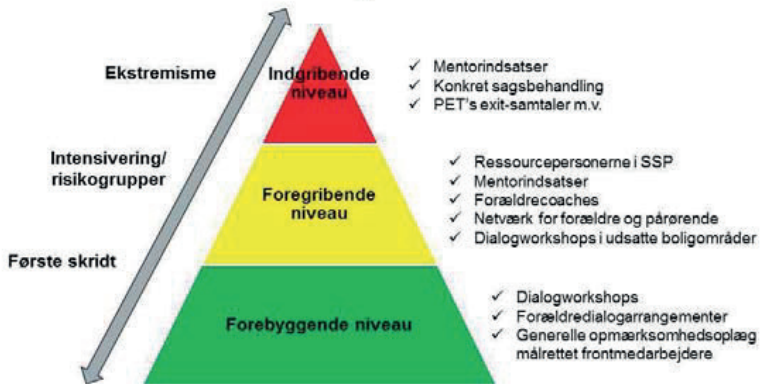 Ekstremisme
Intensivering/
risikogrupper
Første skridt
Indgribende
niveau
✓ Mentorindsatser
✓ Konkret sagsbehandling
✓ PET's exit-samtaler m.v.
Foregribende
niveau
✓ Ressourcepersonerne i SSP
✓ Mentorindsatser
✓ Forældrecoaches
✓ Netværk for forældre og pårørende
✓ Dialogworkshops i udsatte boligområder
Forebyggende niveau
✓ Dialogworkshops
✓ Forældredialogarrangementer
✓ Generelle opmærksomhedsoplæg
målrettet frontmedarbejdere